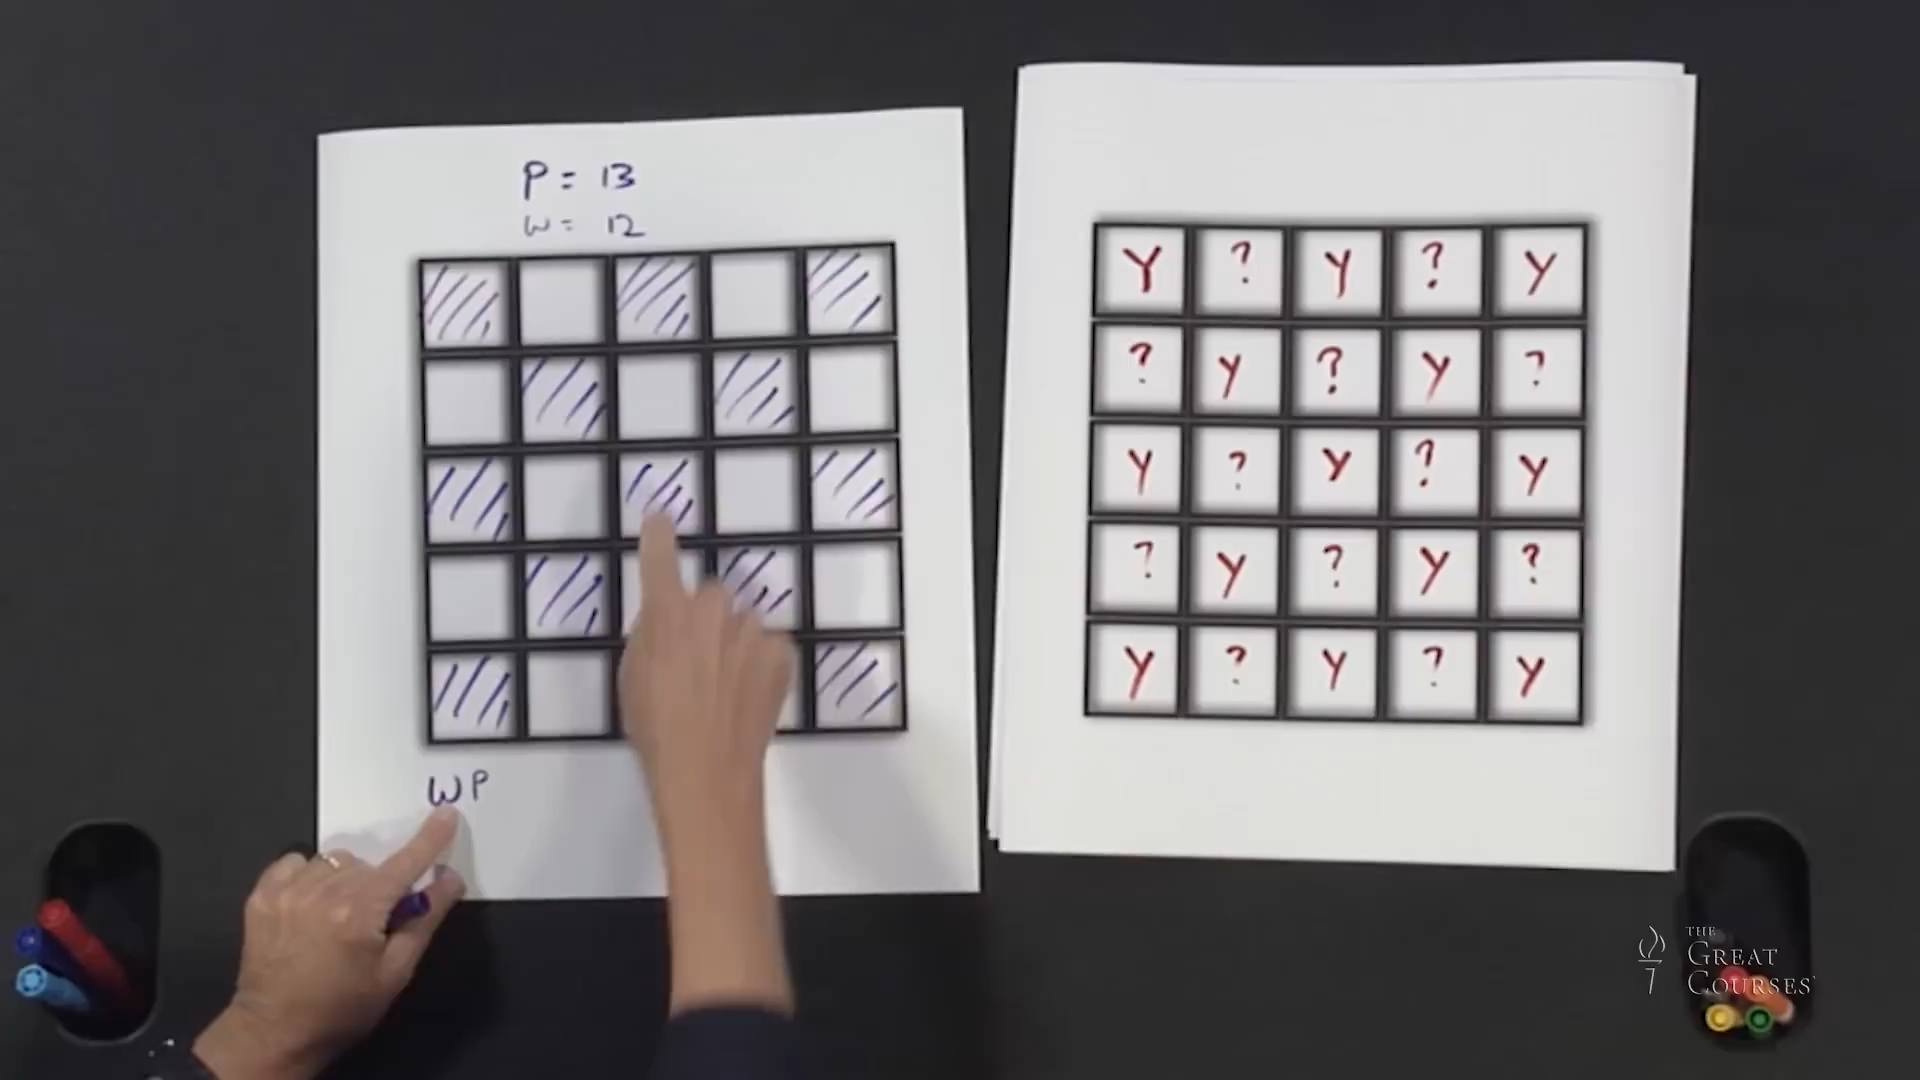 P = 13
W = 12
WP
Y ? Y ? Y
? Y ? Y ?
Y ? Y ? Y
? Y ? Y ?
Y ? Y ? Y
THE
GREAT
COURSES